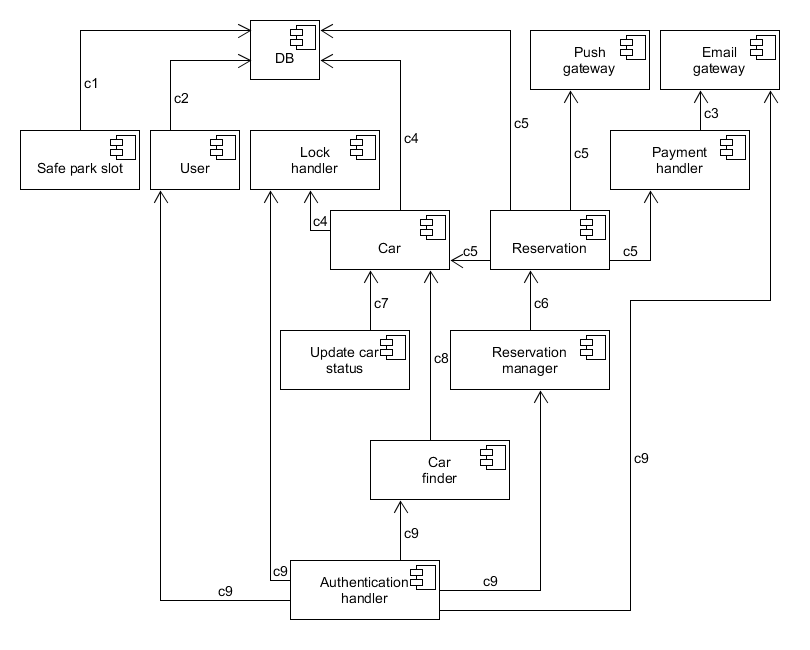 DB
Push
gateway
Email
gateway
c1
c2
c3
c4
c5
c5
Safe park slot
User
Lock
handler
Payment
handler
c4
Car
Reservation
c5
c5
c7
c6
Update car
status
Reservation
manager
c8
Car
finder
c9
c9
c9
Authentication
handler
c9
c9